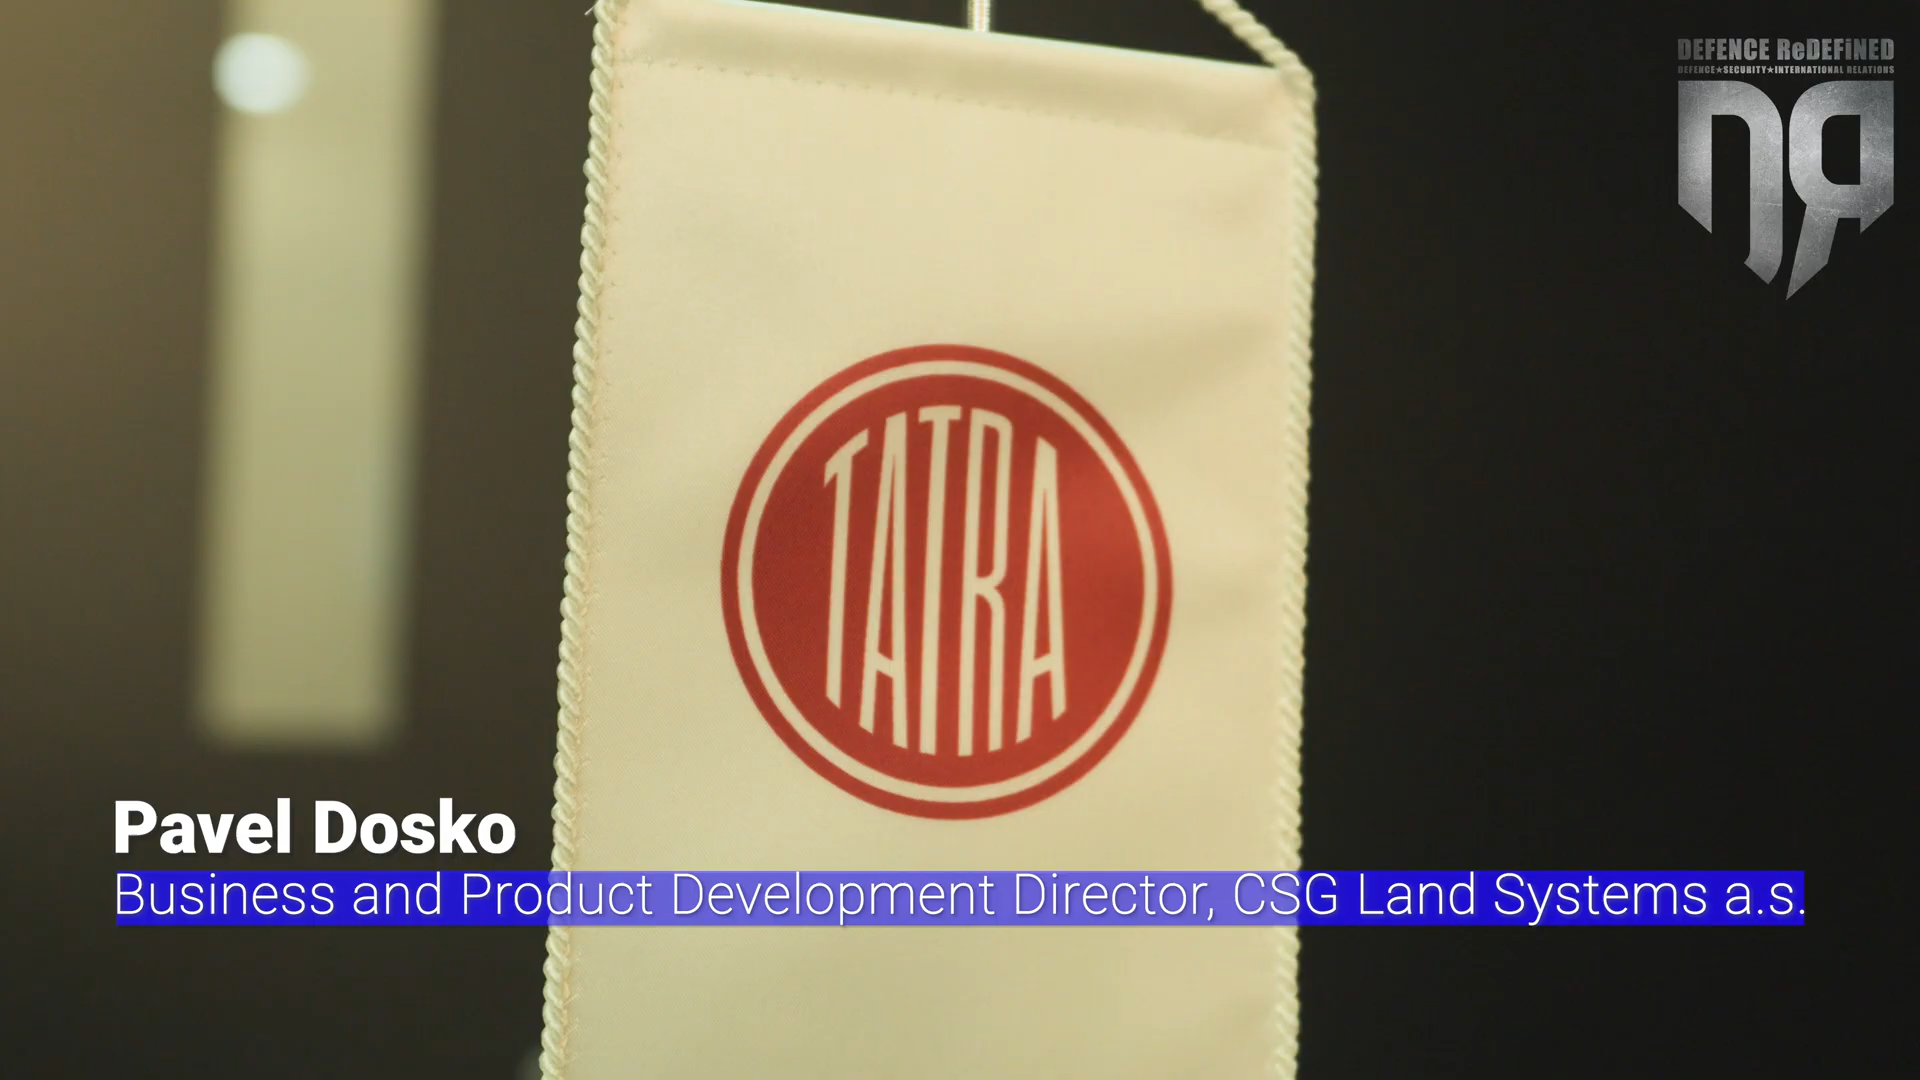 DEFENCE ReDEFiNED
DEFENCE★SECURITY★INTERNATIONAL RELATIONS
TATRA
Pavel Dosko
Business and Product Development Director, CSG Land Systems a.s.